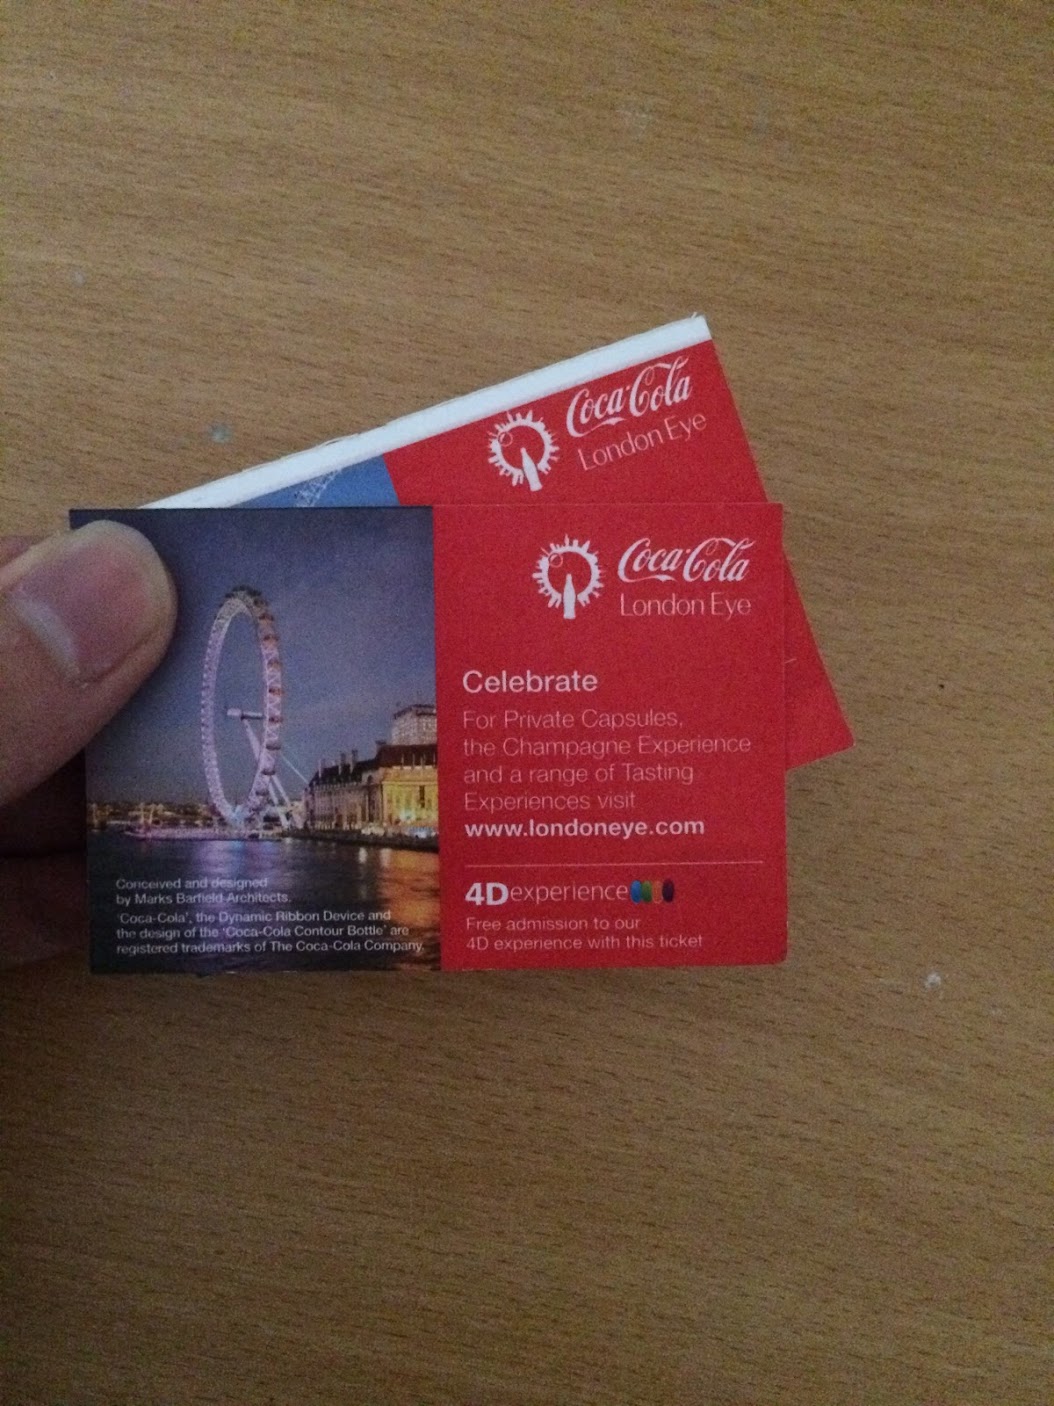 Coca-Cola
London Eye
Coca-Cola
London Eye
Celebrate
For Private Capsules,
the Champagne Experience
and a range of Tasting
Experiences visit
www.londoneye.com
4Dexperience
Free admission to our
4D experience with this ticket
Conceived and designed
by Marks Barfield Architects.
'Coca-Cola', the Dynamic Ribbon Device and
the design of the 'Coca-Cola Contour Bottle' are
registered trademarks of The Coca-Cola Company.